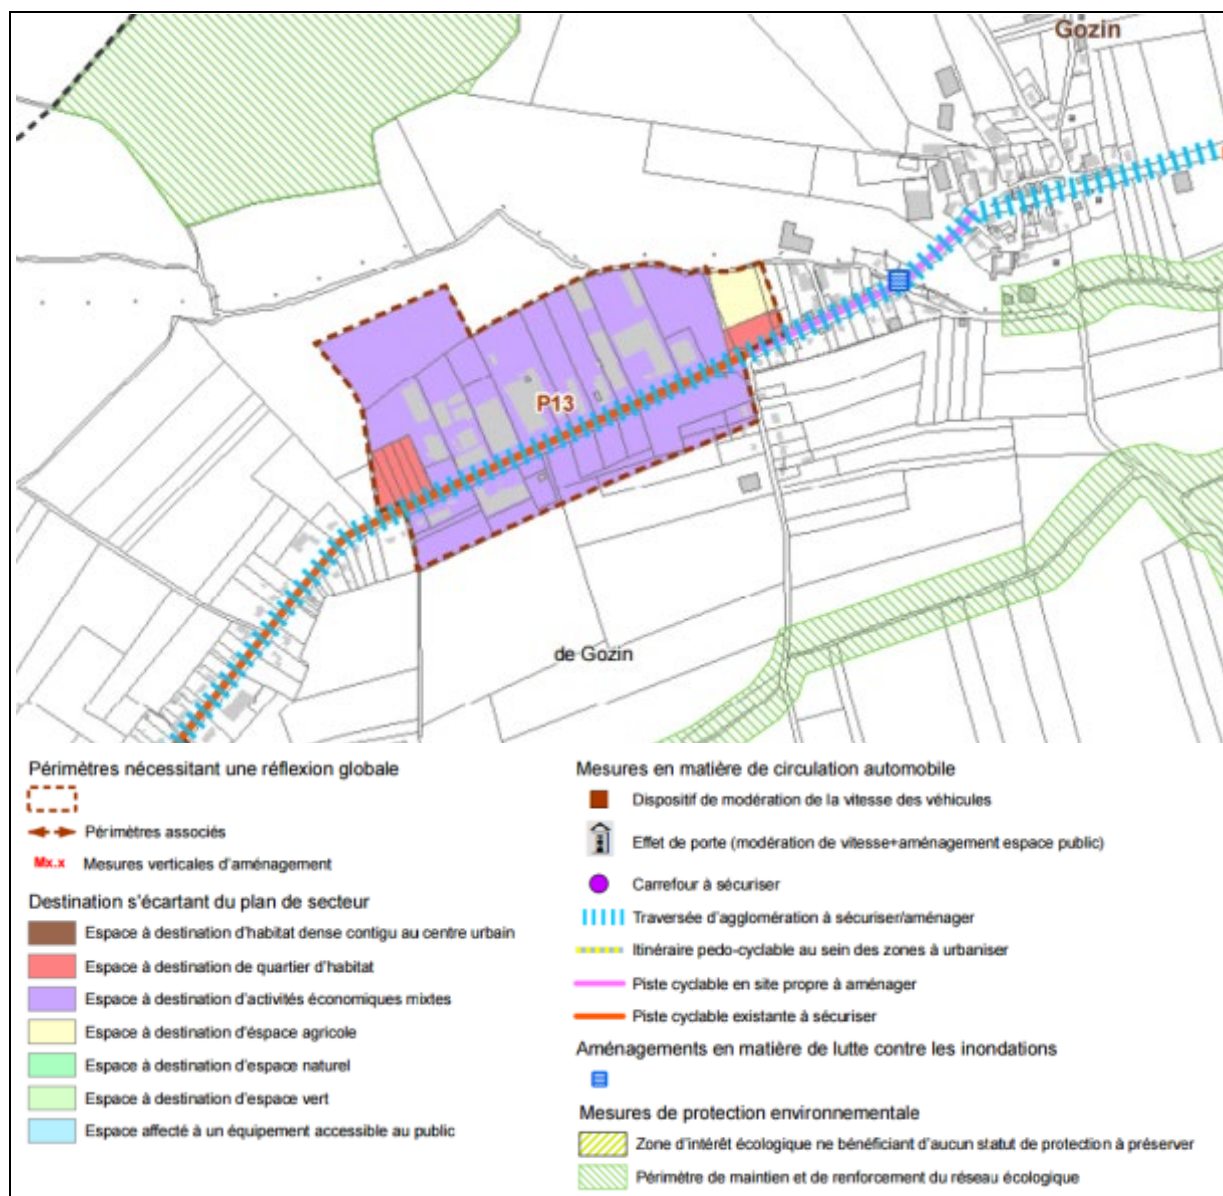 Gozin
P13
de Gozin
Périmètres nécessitant une réflexion globale
Périmètres associés
Mx.x Mesures verticales d'aménagement
Destination s'écartant du plan de secteur
Espace à destination d'habitat dense contigu au centre urbain
Espace à destination de quartier d'habitat
Espace à destination d'activités économiques mixtes
Espace à destination d'éspace agricole
Espace à destination d'espace naturel
Espace à destination d'espace vert
Espace affecté à un équipement accessible au public
Mesures en matière de circulation automobile
Dispositif de modération de la vitesse des véhicules
Effet de porte (modération de vitesse+aménagement espace public)
Carrefour à sécuriser
Traversée d'agglomération à sécuriser/aménager
Itinéraire pedo-cyclable au sein des zones à urbaniser
Piste cyclable en site propre à aménager
Piste cyclable existante à sécuriser
Aménagements en matière de lutte contre les inondations
Mesures de protection environnementale
Zone d'intérêt écologique ne bénéficiant d'aucun statut de protection à préserver
Périmètre de maintien et de renforcement du réseau écologique